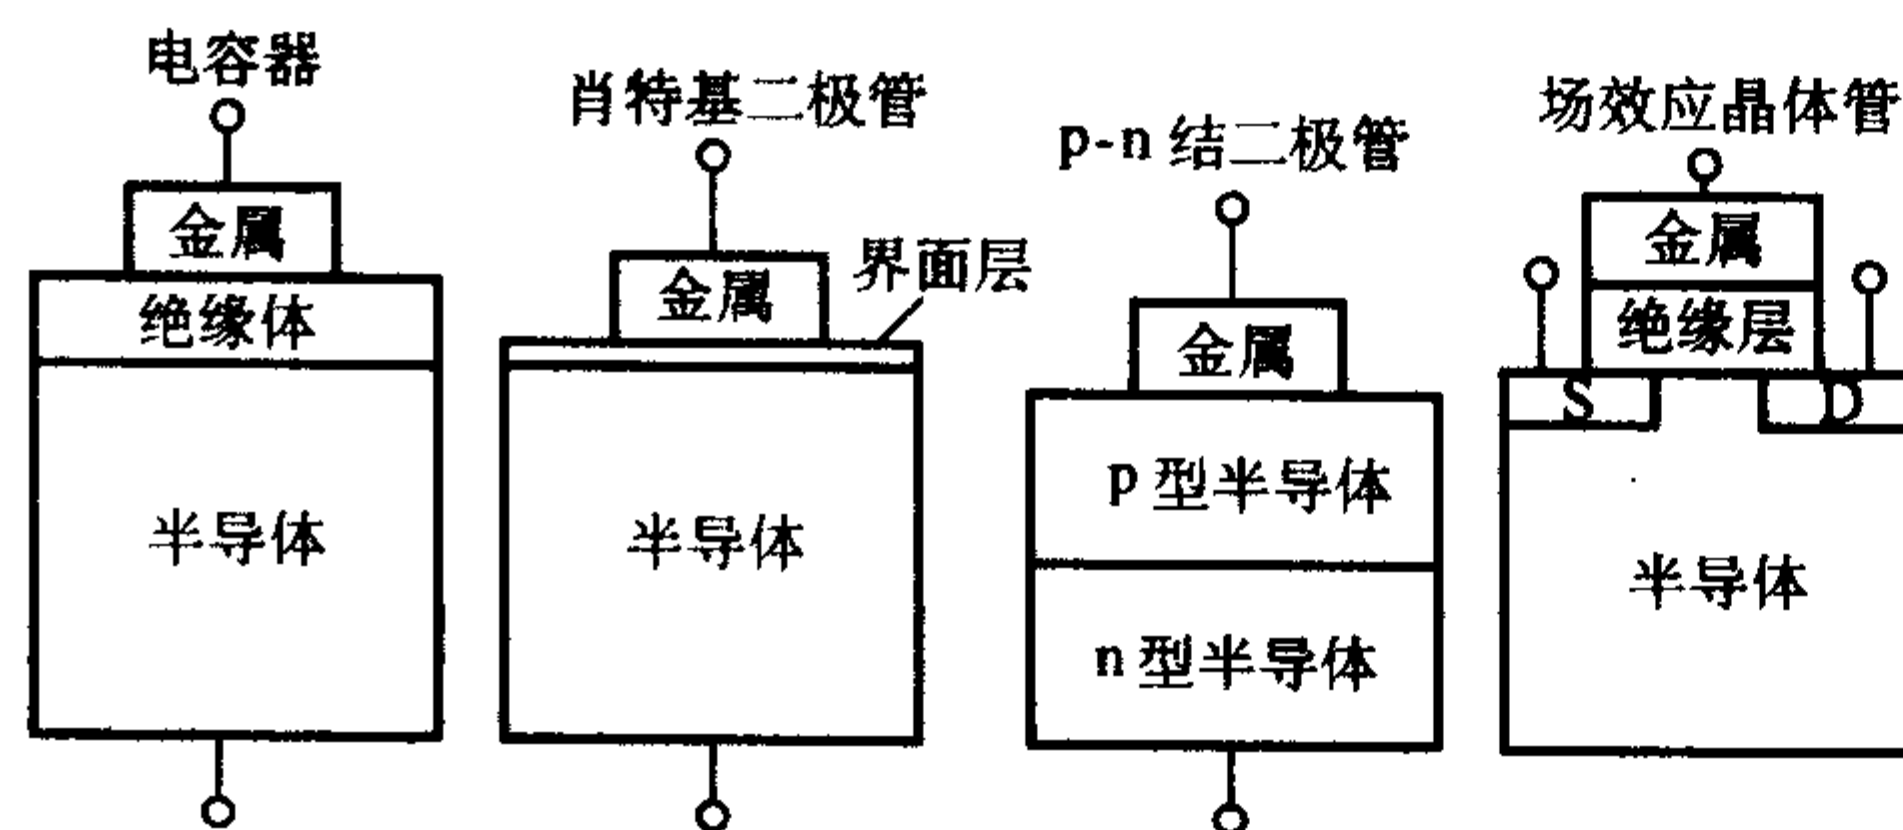 电容器
金属
绝缘体
半导体
肖特基二极管
金属
界面层
半导体
p-n 结二极管
金属
p 型半导体
n 型半导体
场效应晶体管
金属
绝缘层
S
D
半导体